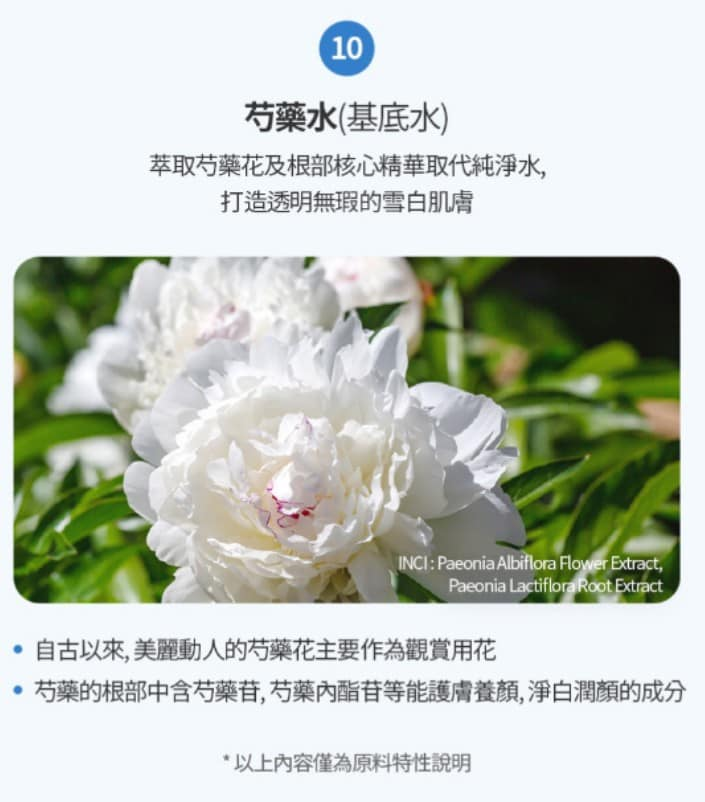 10
芍藥水(基底水)
萃取芍藥花及根部核心精華取代純淨水,
打造透明無瑕的雪白肌膚
INCI : Paeonia Albiflora Flower Extract,
Paeonia Lactiflora Root Extract
• 自古以來, 美麗動人的芍藥花主要作為觀賞用花
• 芍藥的根部中含芍藥苷, 芍藥內酯苷等能護膚養顏, 淨白潤顏的成分
* 以上內容僅為原料特性說明